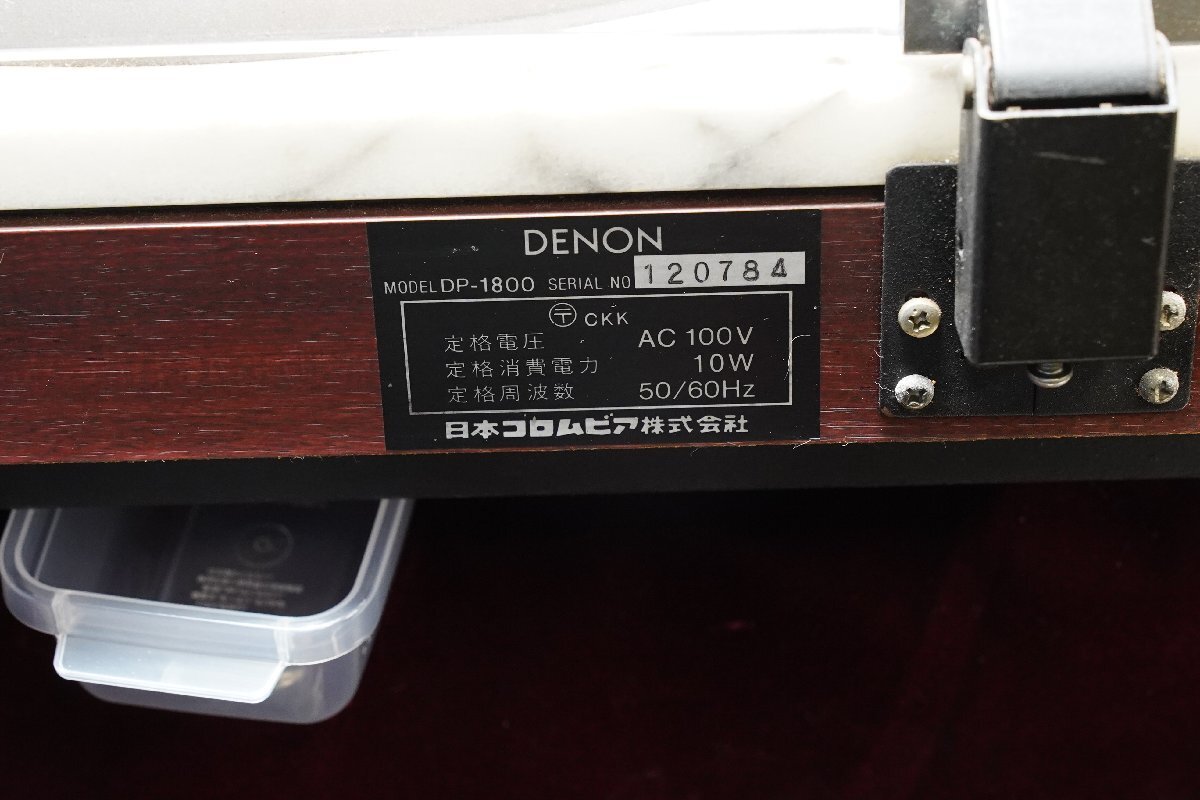 DENON
MODEL DP-1800 SERIAL NO 120784
〒 CKK
定格電圧 AC 100V
定格消費電力 10W
定格周波数 50/60Hz
日本コロムビア株式会社